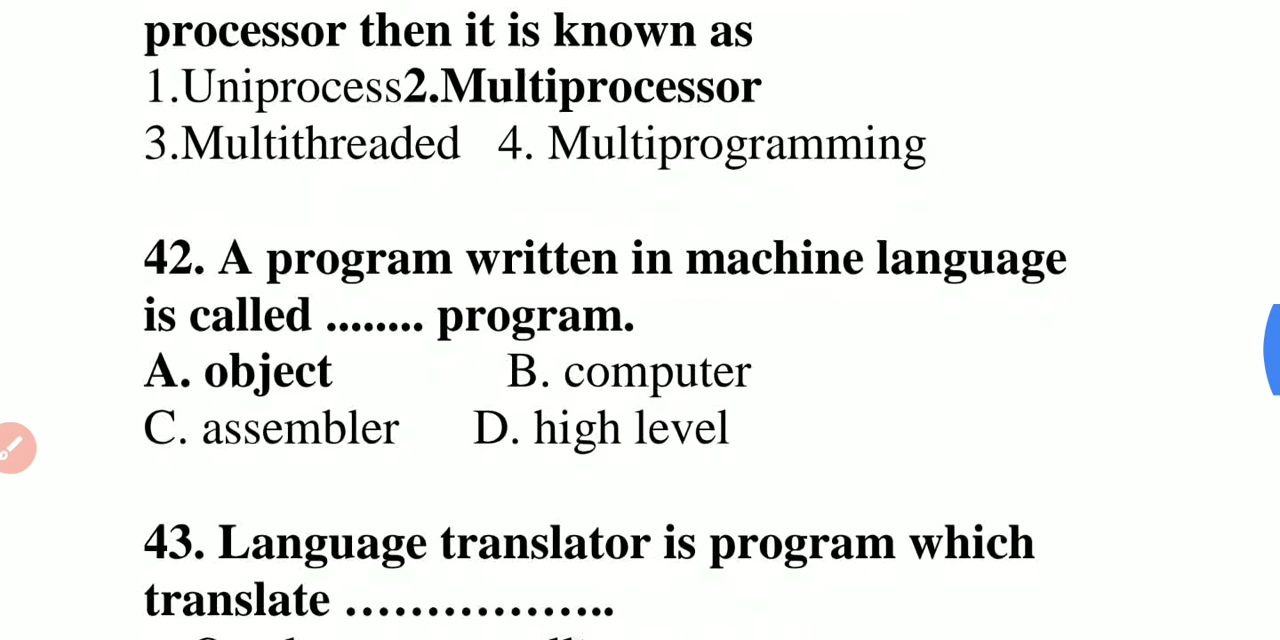 processor then it is known as
1.Uniprocess2.Multiprocessor
3.Multithreaded 4. Multiprogramming
42. A program written in machine language
is called ........ program.
A. object B. computer
C. assembler D. high level
43. Language translator is program which
translate ……………..